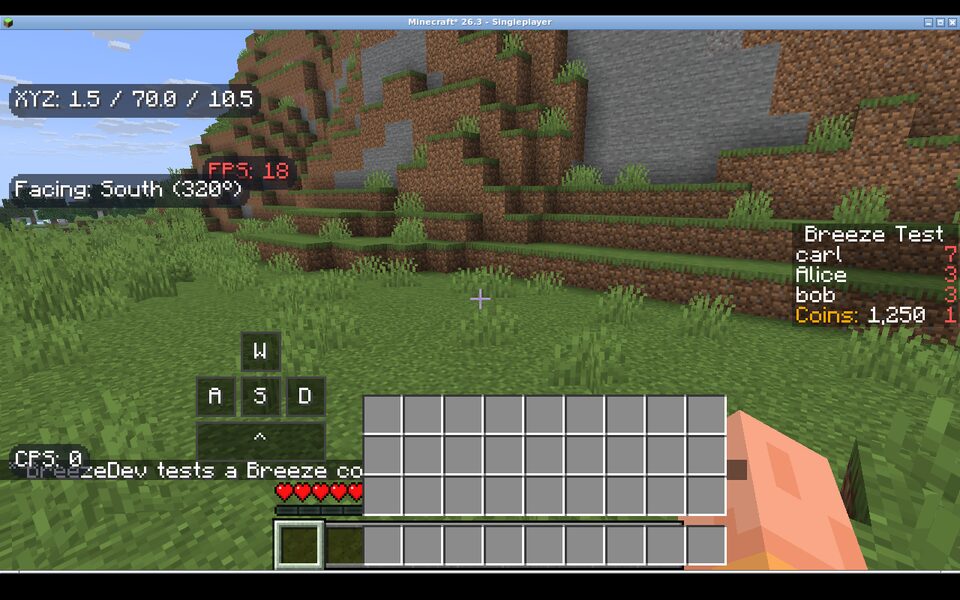 Minecraft* 26.3 - Singleplayer
XYZ: 1.5 / 70.0 / 10.5
FPS: 18
Facing: South (320°)
Breeze Test
carl 7
Alice 3
bob 3
Coins: 1,250 1
W
A S D
^
CPS: 0
BreezeDev tests a Breeze co